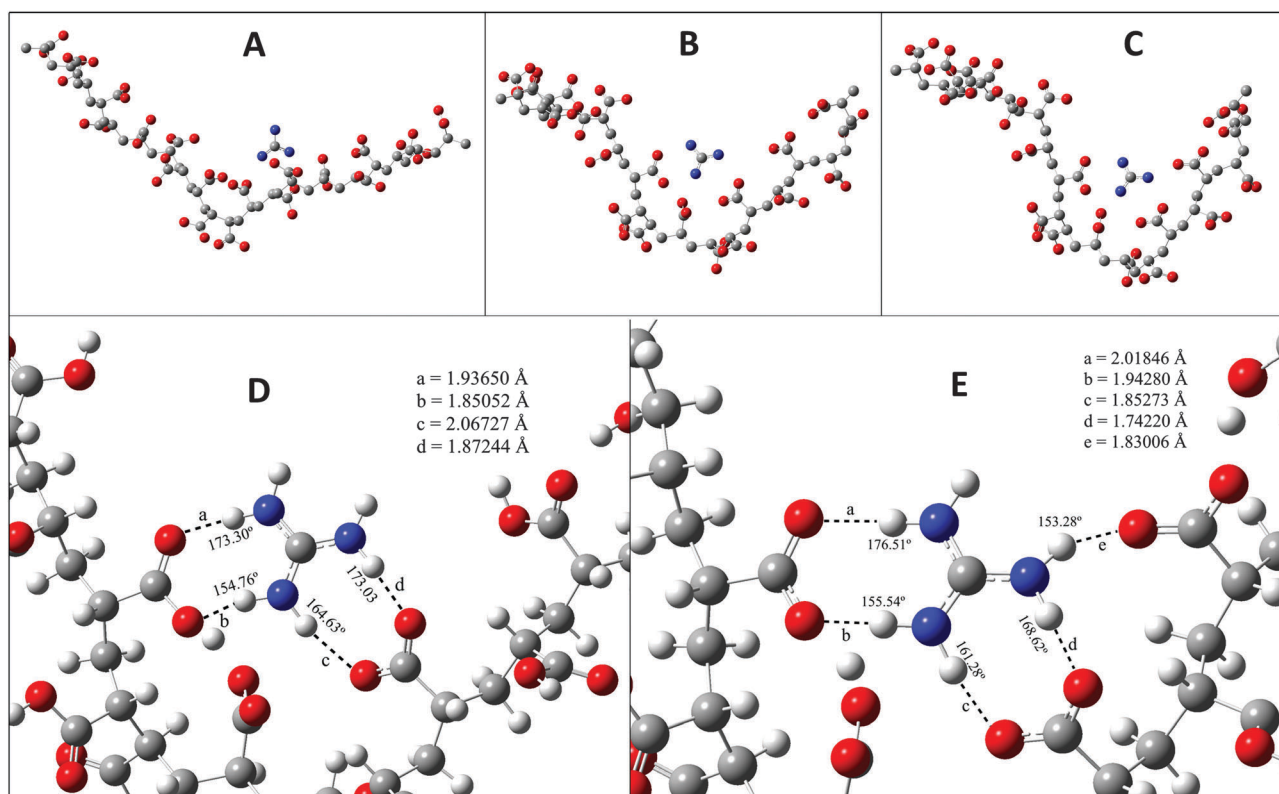 A
B
C
D
a = 1.93650 Å
b = 1.85052 Å
c = 2.06727 Å
d = 1.87244 Å
a
173.30º
154.76º
b
164.63º
c
173.03
d
E
a = 2.01846 Å
b = 1.94280 Å
c = 1.85273 Å
d = 1.74220 Å
e = 1.83006 Å
a
176.51º
155.54º
b
161.28º
c
168.62º
d
153.28º
e